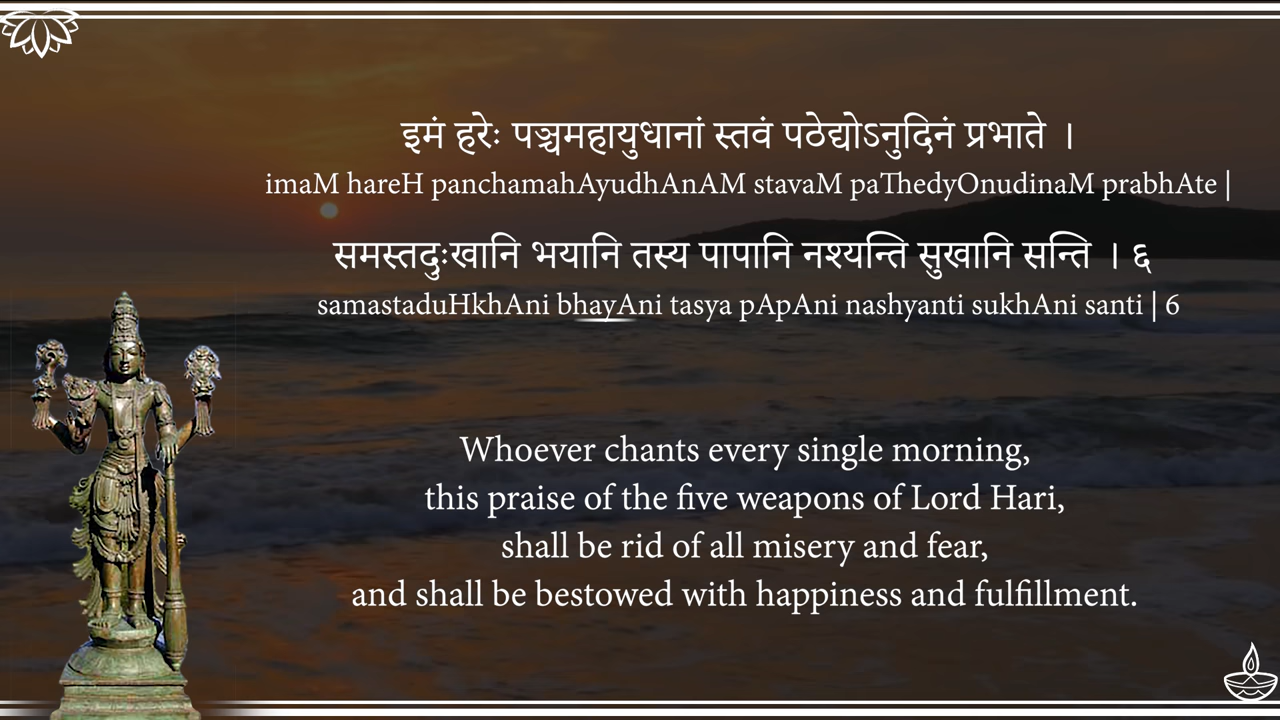 इमं हरेः पञ्चमहायुधानां स्तवं पठेद्योऽनुदिनं प्रभाते ।
imaM hareH panchamahAyudhAnAM stavaM paThedyOnudinaM prabhAte |
समस्तदुःखानि भयानि तस्य पापानि नश्यन्ति सुखानि सन्ति । ६
samastaduHkhAni bhayAni tasya pApAni nashyanti sukhAni santi | 6
Whoever chants every single morning,
this praise of the five weapons of Lord Hari,
shall be rid of all misery and fear,
and shall be bestowed with happiness and fulfillment.